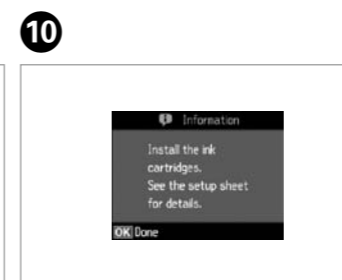 10
Information
Install the ink
cartridges.
See the setup sheet
for details.
OK Done